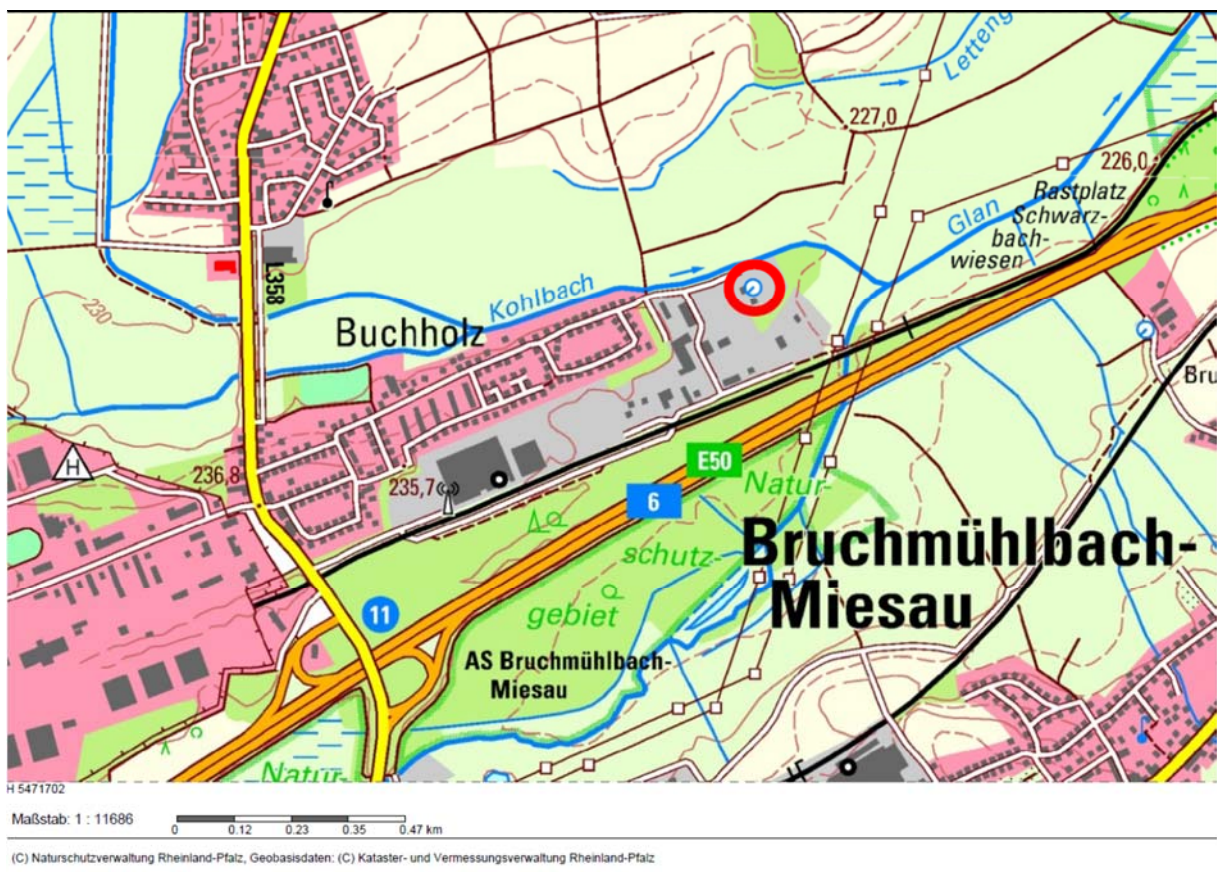 Letteng
227,0
226,0
Rastplatz
Schwarz-
bach-
wiesen
Glan
L358
230
Kohlbach
Buchholz
Bru
236,8
H
235,7
E50
6
Natur-
schutz-
gebiet
Bruchmühlbach-
Miesau
11
AS Bruchmühlbach-
Miesau
Natur-
H 5471702
Maßstab: 1 : 11686
0 0.12 0.23 0.35 0.47 km
(C) Naturschutzverwaltung Rheinland-Pfalz, Geobasisdaten: (C) Kataster- und Vermessungsverwaltung Rheinland-Pfalz